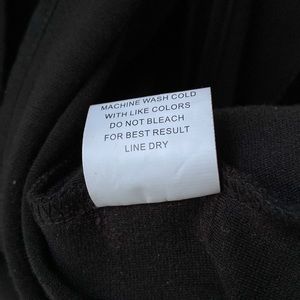 MACHINE WASH COLD
WITH LIKE COLORS
DO NOT BLEACH
FOR BEST RESULT
LINE DRY